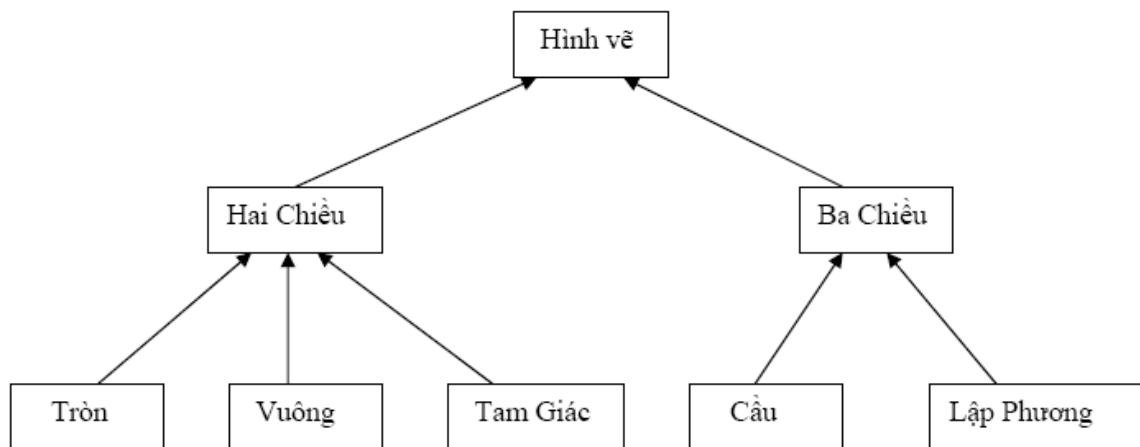 Hình vẽ
Hai Chiều
Ba Chiều
Tròn
Vuông
Tam Giác
Cầu
Lập Phương